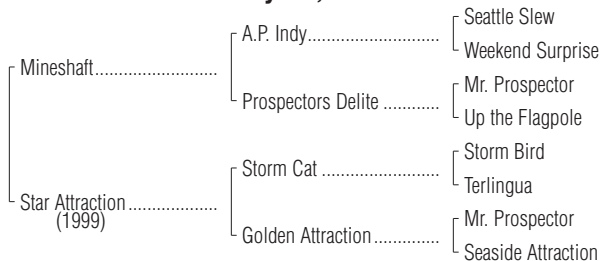 Seattle Slew
A.P. Indy
Weekend Surprise
Mineshaft
Mr. Prospector
Prospectors Delite
Up the Flagpole
Storm Bird
Storm Cat
Terlingua
Star Attraction
(1999)
Mr. Prospector
Golden Attraction
Seaside Attraction